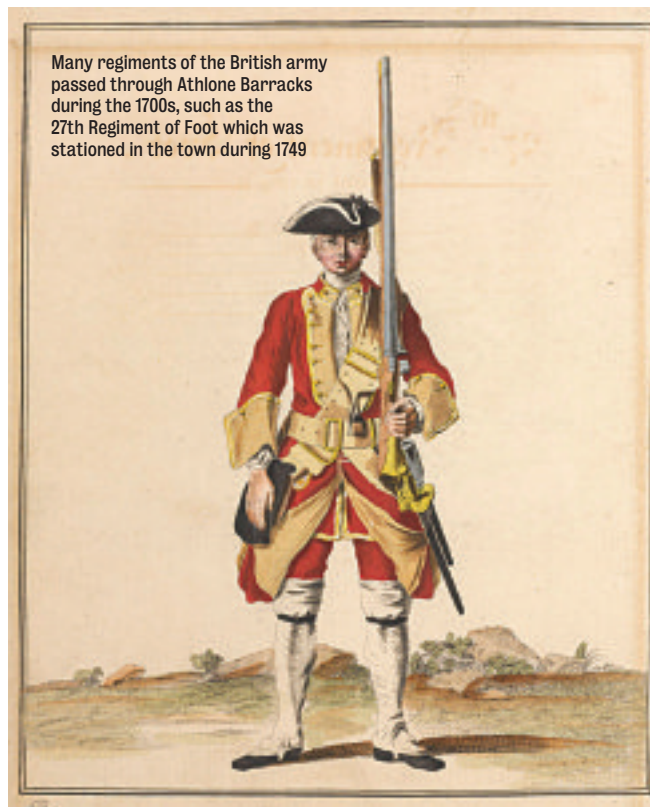 Many regiments of the British army
passed through Athlone Barracks
during the 1700s, such as the
27th Regiment of Foot which was
stationed in the town during 1749